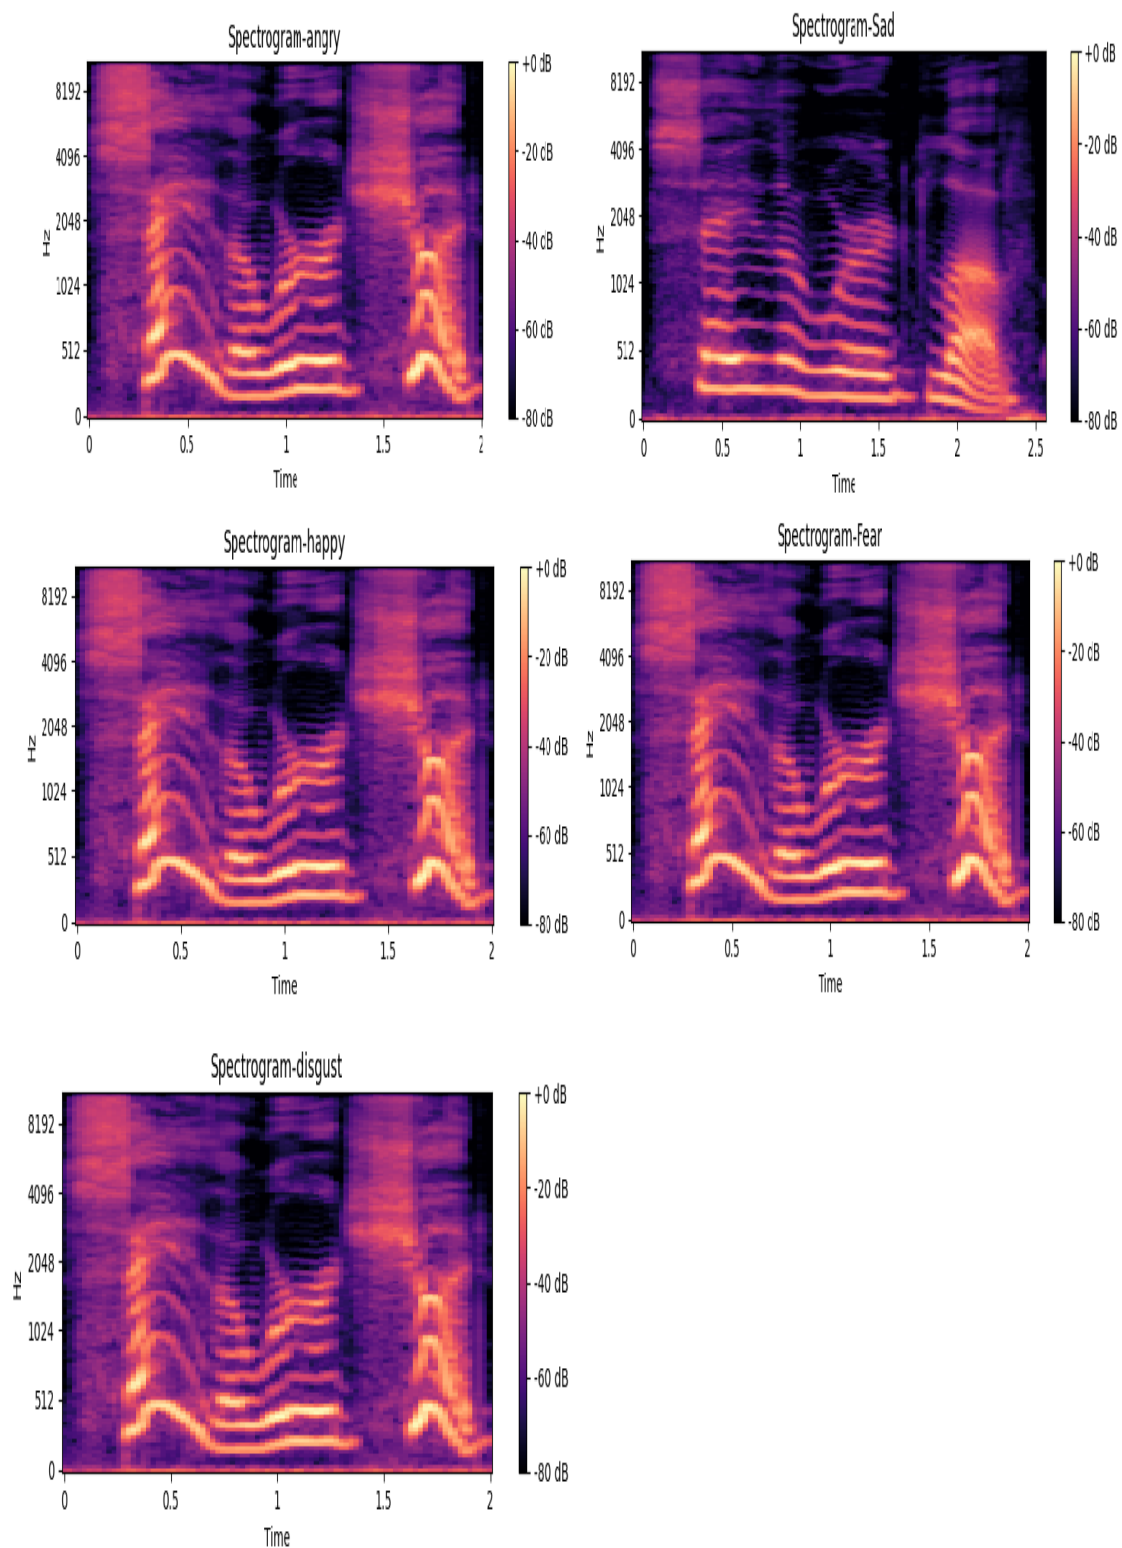 Spectrogram-angry
+0 dB
8192
-20 dB
4096
2048
-40 dB
Hz
1024
-60 dB
512
0
-80 dB
0 0.5 1 1.5 2
Time
Spectrogram-Sad
+0 dB
8192
-20 dB
4096
2048
-40 dB
Hz
1024
-60 dB
512
0
-80 dB
0 0.5 1 1.5 2 2.5
Time
Spectrogram-happy
+0 dB
8192
-20 dB
4096
2048
-40 dB
Hz
1024
-60 dB
512
0
-80 dB
0 0.5 1 1.5 2
Time
Spectrogram-Fear
+0 dB
8192
-20 dB
4096
2048
-40 dB
Hz
1024
-60 dB
512
0
-80 dB
0 0.5 1 1.5 2
Time
Spectrogram-disgust
+0 dB
8192
-20 dB
4096
2048
-40 dB
Hz
1024
-60 dB
512
0
-80 dB
0 0.5 1 1.5 2
Time